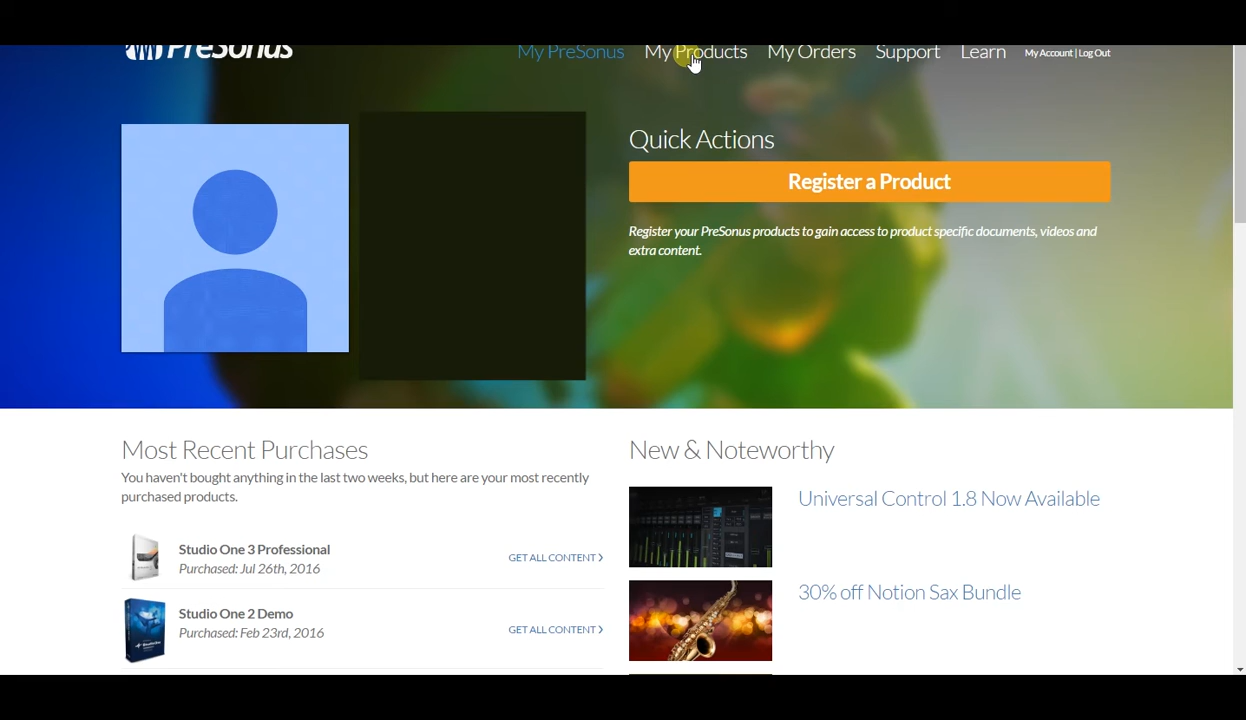 PreSonus
My PreSonus My Products My Orders Support Learn My Account | Log Out
Quick Actions
Register a Product
Register your PreSonus products to gain access to product specific documents, videos and
extra content.
Most Recent Purchases
You haven't bought anything in the last two weeks, but here are your most recently
purchased products.
Studio One 3 Professional
Purchased: Jul 26th, 2016
GET ALL CONTENT >
Studio One 2 Demo
Purchased: Feb 23rd, 2016
GET ALL CONTENT >
New & Noteworthy
Universal Control 1.8 Now Available
30% off Notion Sax Bundle